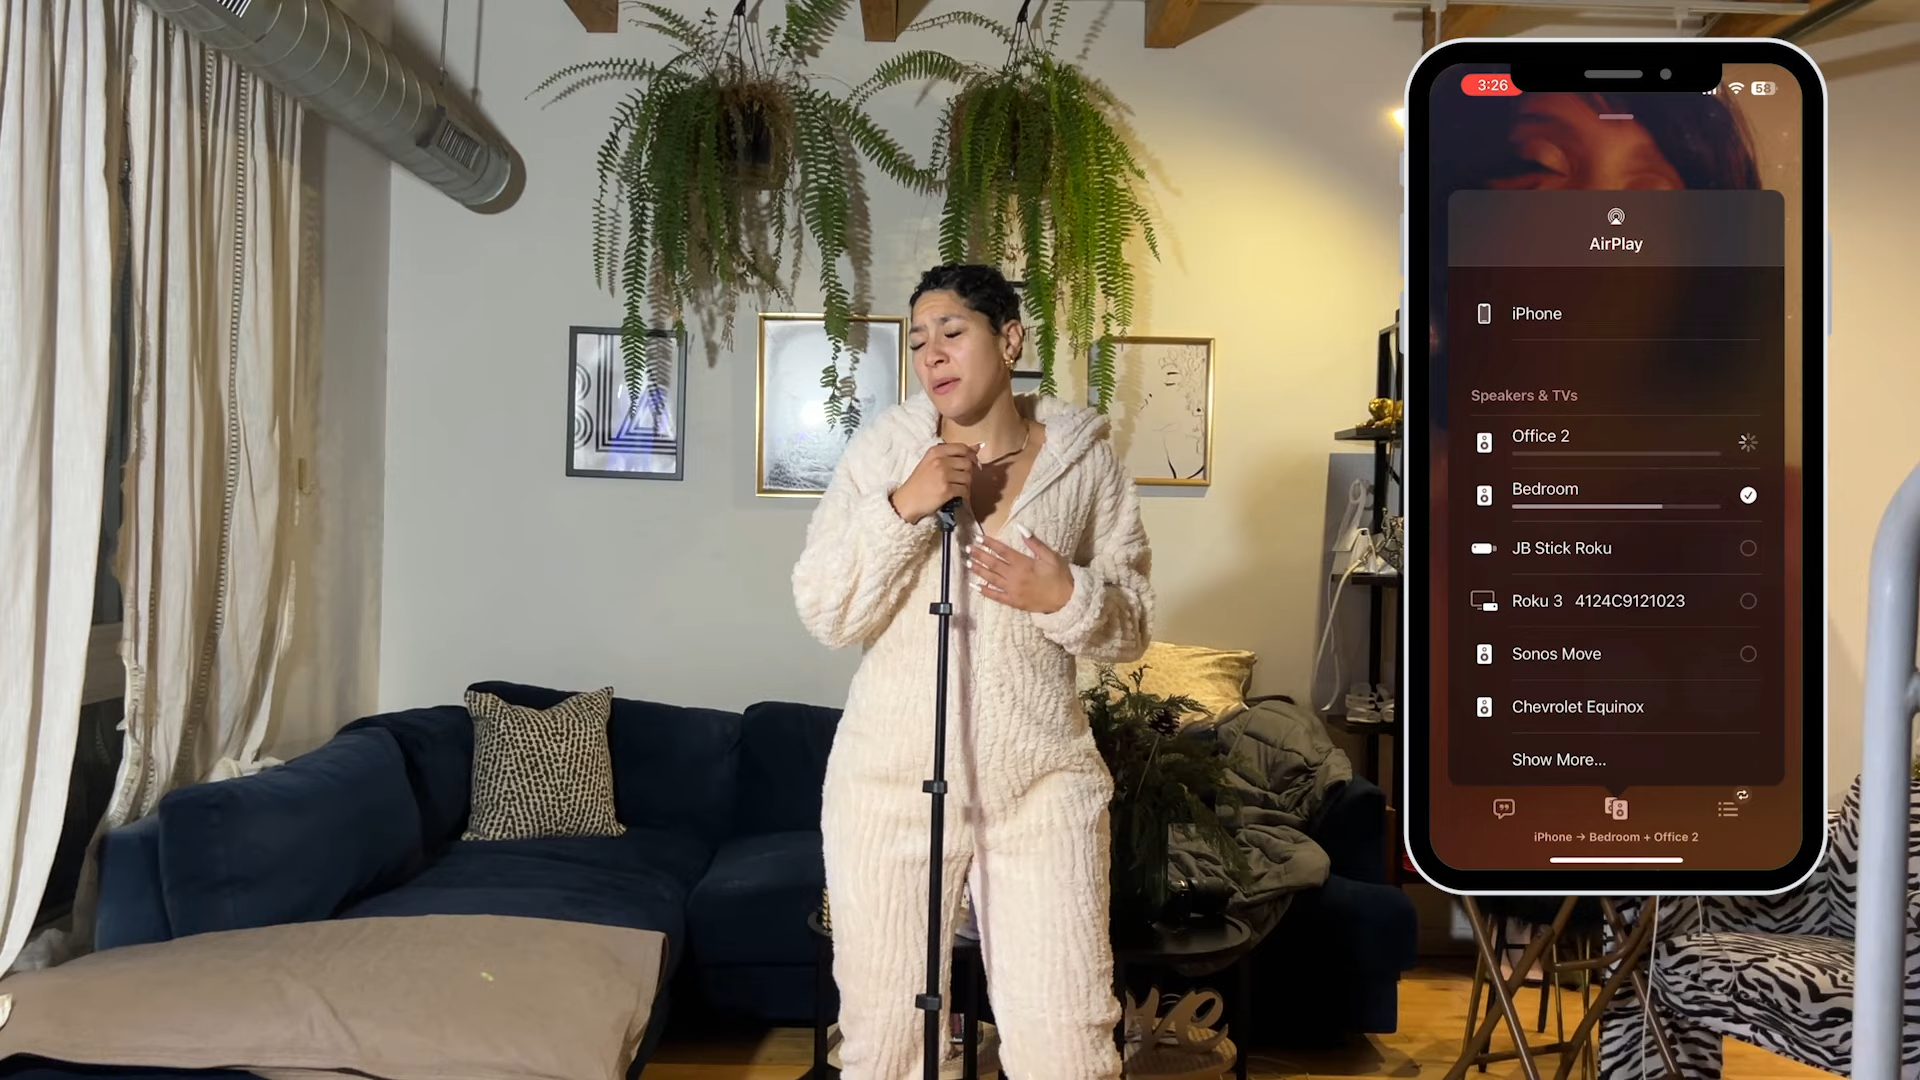 3:26
58
AirPlay
iPhone
Speakers & TVs
Office 2
Bedroom
JB Stick Roku
Roku 3 4124C9121023
Sonos Move
Chevrolet Equinox
Show More...
iPhone → Bedroom + Office 2
ve